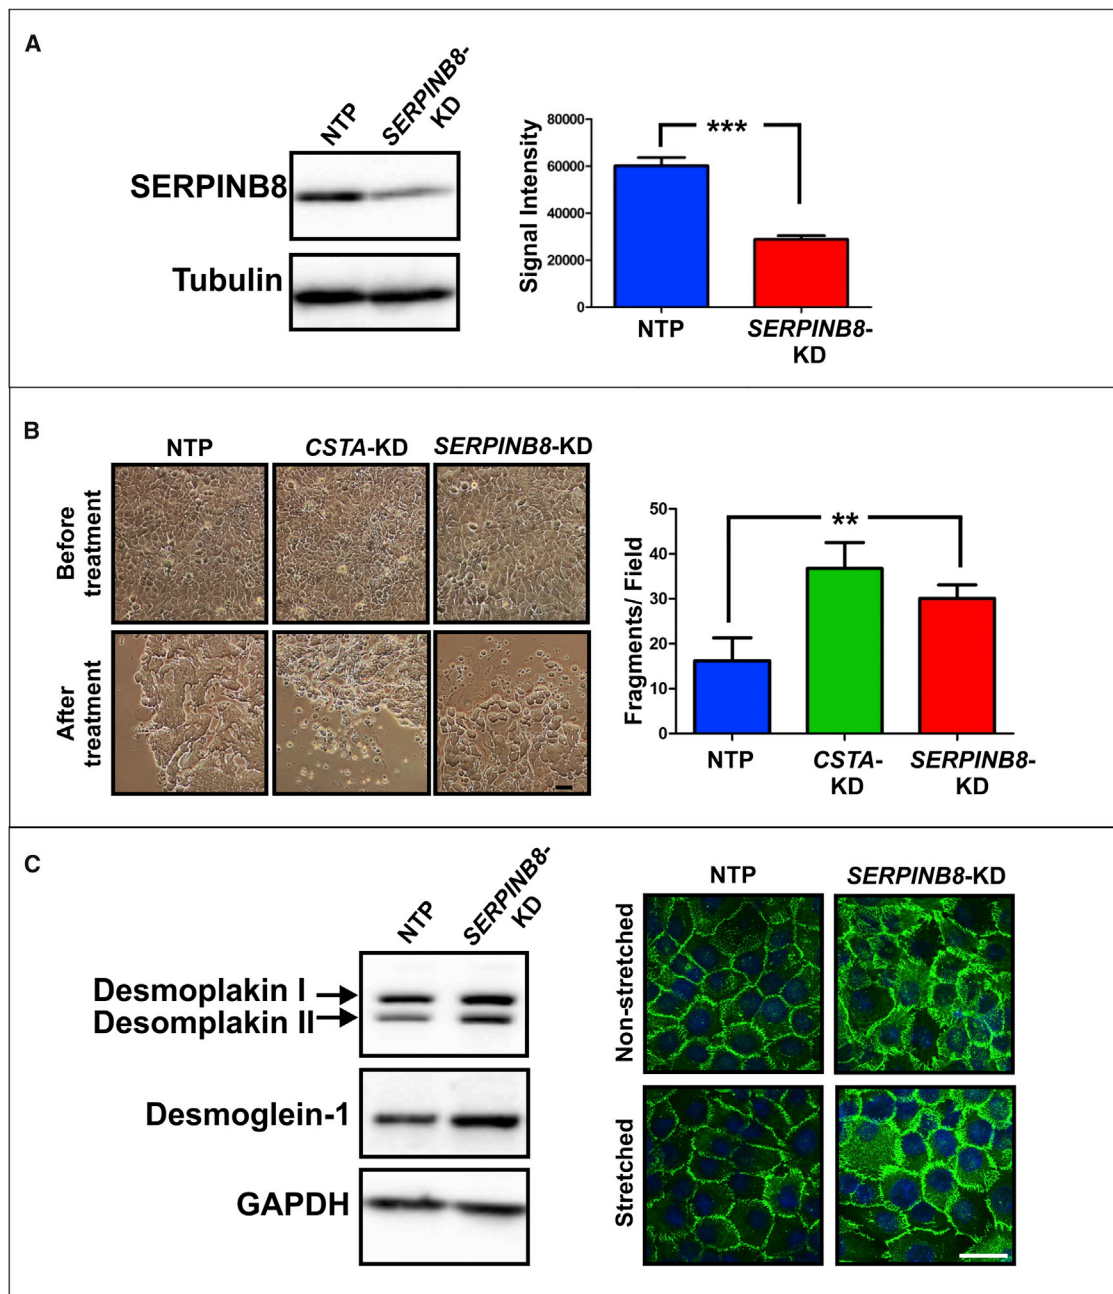 A
NTP
SERPINB8-
KD
SERPINB8
Tubulin
Signal Intensity
80000
60000
40000
20000
0
***
NTP
SERPINB8-
KD
B
NTP
CSTA-KD
SERPINB8-KD
Before
treatment
After
treatment
Fragments/ Field
50
40
30
20
10
0
**
NTP
CSTA-
KD
SERPINB8-
KD
C
NTP
SERPINB8-
KD
Desmoplakin I
Desomplakin II
Desmoglein-1
GAPDH
NTP
SERPINB8-KD
Non-stretched
Stretched